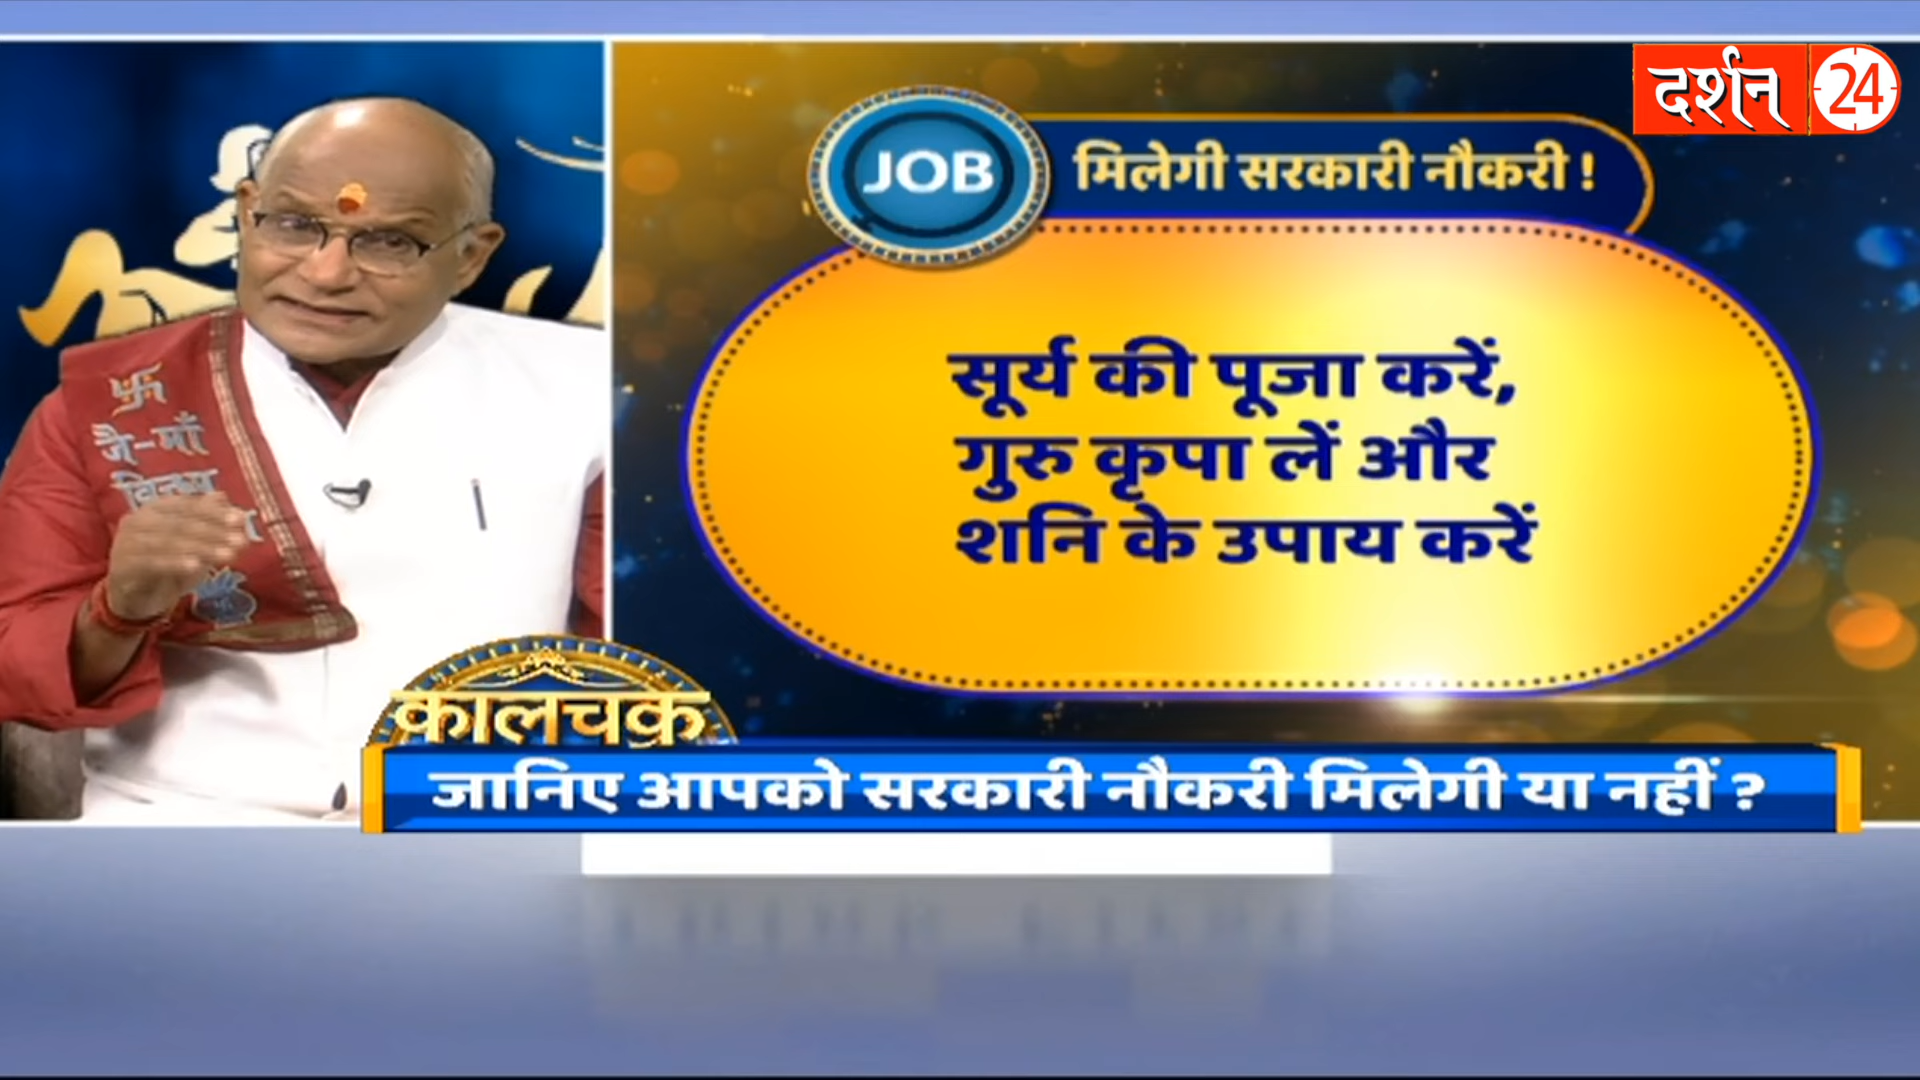 दर्शन 24
JOB मिलेगी सरकारी नौकरी !
सूर्य की पूजा करें,
गुरु कृपा लें और
शनि के उपाय करें
जै-माँ
कालचक्र
जानिए आपको सरकारी नौकरी मिलेगी या नहीं ?